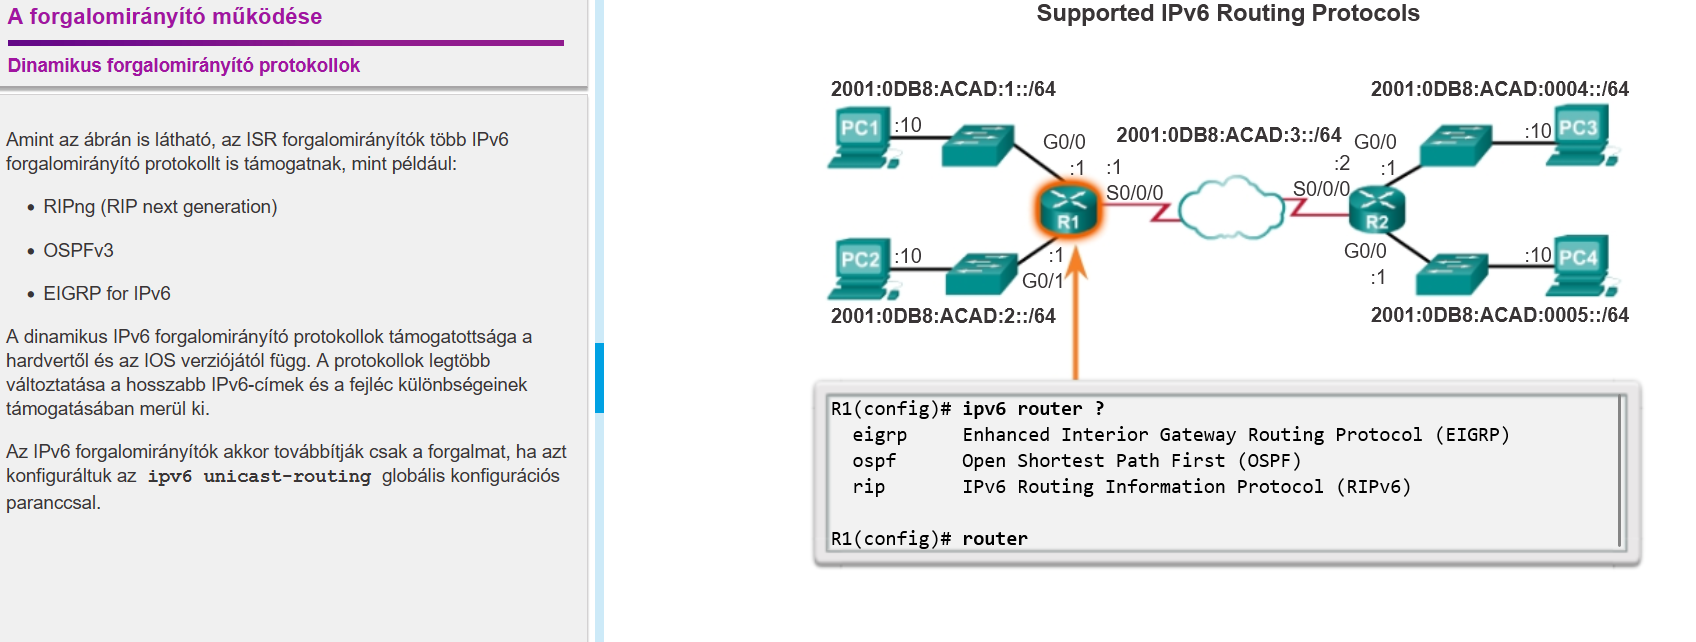 A forgalomirányító működése
Dinamikus forgalomirányító protokollok
Amint az ábrán is látható, az ISR forgalomirányítók több IPv6
forgalomirányító protokollt is támogatnak, mint például:
• RIPng (RIP next generation)
• OSPFv3
• EIGRP for IPv6
A dinamikus IPv6 forgalomirányító protokollok támogatottsága a
hardvertől és az IOS verziójától függ. A protokollok legtöbb
változtatása a hosszabb IPv6-címek és a fejléc különbségeinek
támogatásában merül ki.
Az IPv6 forgalomirányítók akkor továbbítják csak a forgalmat, ha azt
konfiguráltuk az ipv6 unicast-routing globális konfigurációs
paranccsal.
Supported IPv6 Routing Protocols
2001:0DB8:ACAD:1::/64
2001:0DB8:ACAD:0004::/64
PC1 :10
G0/0
:1
2001:0DB8:ACAD:3::/64
:1
S0/0/0
R1
:2
S0/0/0
G0/0
:1
R2
:10 PC3
PC2 :10
:1
G0/1
G0/0
:1
:10 PC4
2001:0DB8:ACAD:2::/64
2001:0DB8:ACAD:0005::/64
R1(config)# ipv6 router ?
eigrp Enhanced Interior Gateway Routing Protocol (EIGRP)
ospf Open Shortest Path First (OSPF)
rip IPv6 Routing Information Protocol (RIPv6)
R1(config)# router